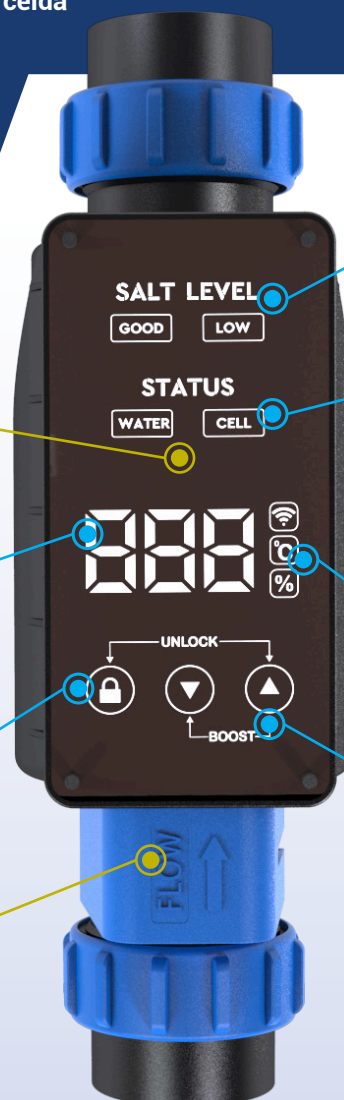 celda
SALT LEVEL
GOOD LOW
STATUS
WATER CELL
888
%
UNLOCK
BOOST
FLOW